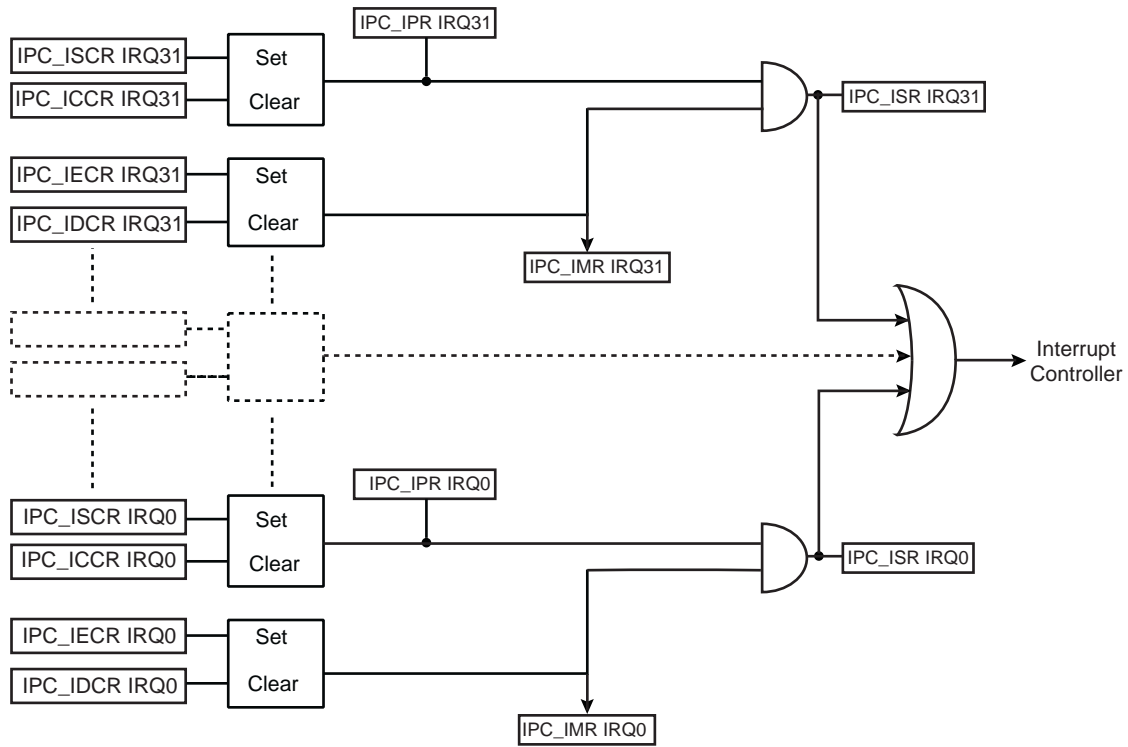 IPC_IPR IRQ31
IPC_ISCR IRQ31
Set
IPC_ICCR IRQ31
Clear
IPC_ISR IRQ31
IPC_IECR IRQ31
Set
IPC_IDCR IRQ31
Clear
IPC_IMR IRQ31
Interrupt
Controller
IPC_IPR IRQ0
IPC_ISCR IRQ0
Set
IPC_ICCR IRQ0
Clear
IPC_ISR IRQ0
IPC_IECR IRQ0
Set
IPC_IDCR IRQ0
Clear
IPC_IMR IRQ0